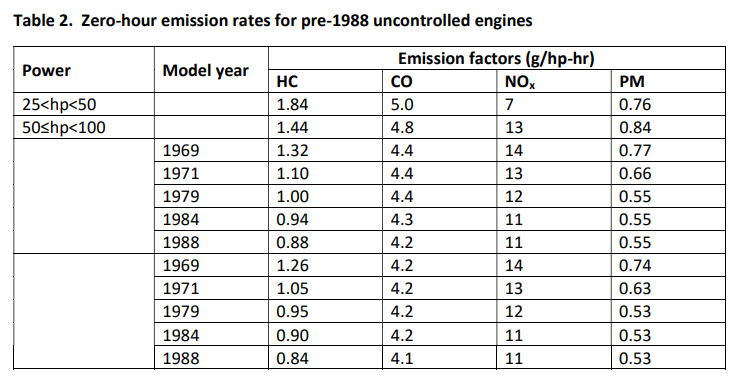 Table 2. Zero-hour emission rates for pre-1988 uncontrolled engines
Power Model year Emission factors (g/hp-hr)
HC CO NOx PM
25<hp<50 1.84 5.0 7 0.76
50≤hp<100 1.44 4.8 13 0.84
1969 1.32 4.4 14 0.77
1971 1.10 4.4 13 0.66
1979 1.00 4.4 12 0.55
1984 0.94 4.3 11 0.55
1988 0.88 4.2 11 0.55
1969 1.26 4.2 14 0.74
1971 1.05 4.2 13 0.63
1979 0.95 4.2 12 0.53
1984 0.90 4.2 11 0.53
1988 0.84 4.1 11 0.53